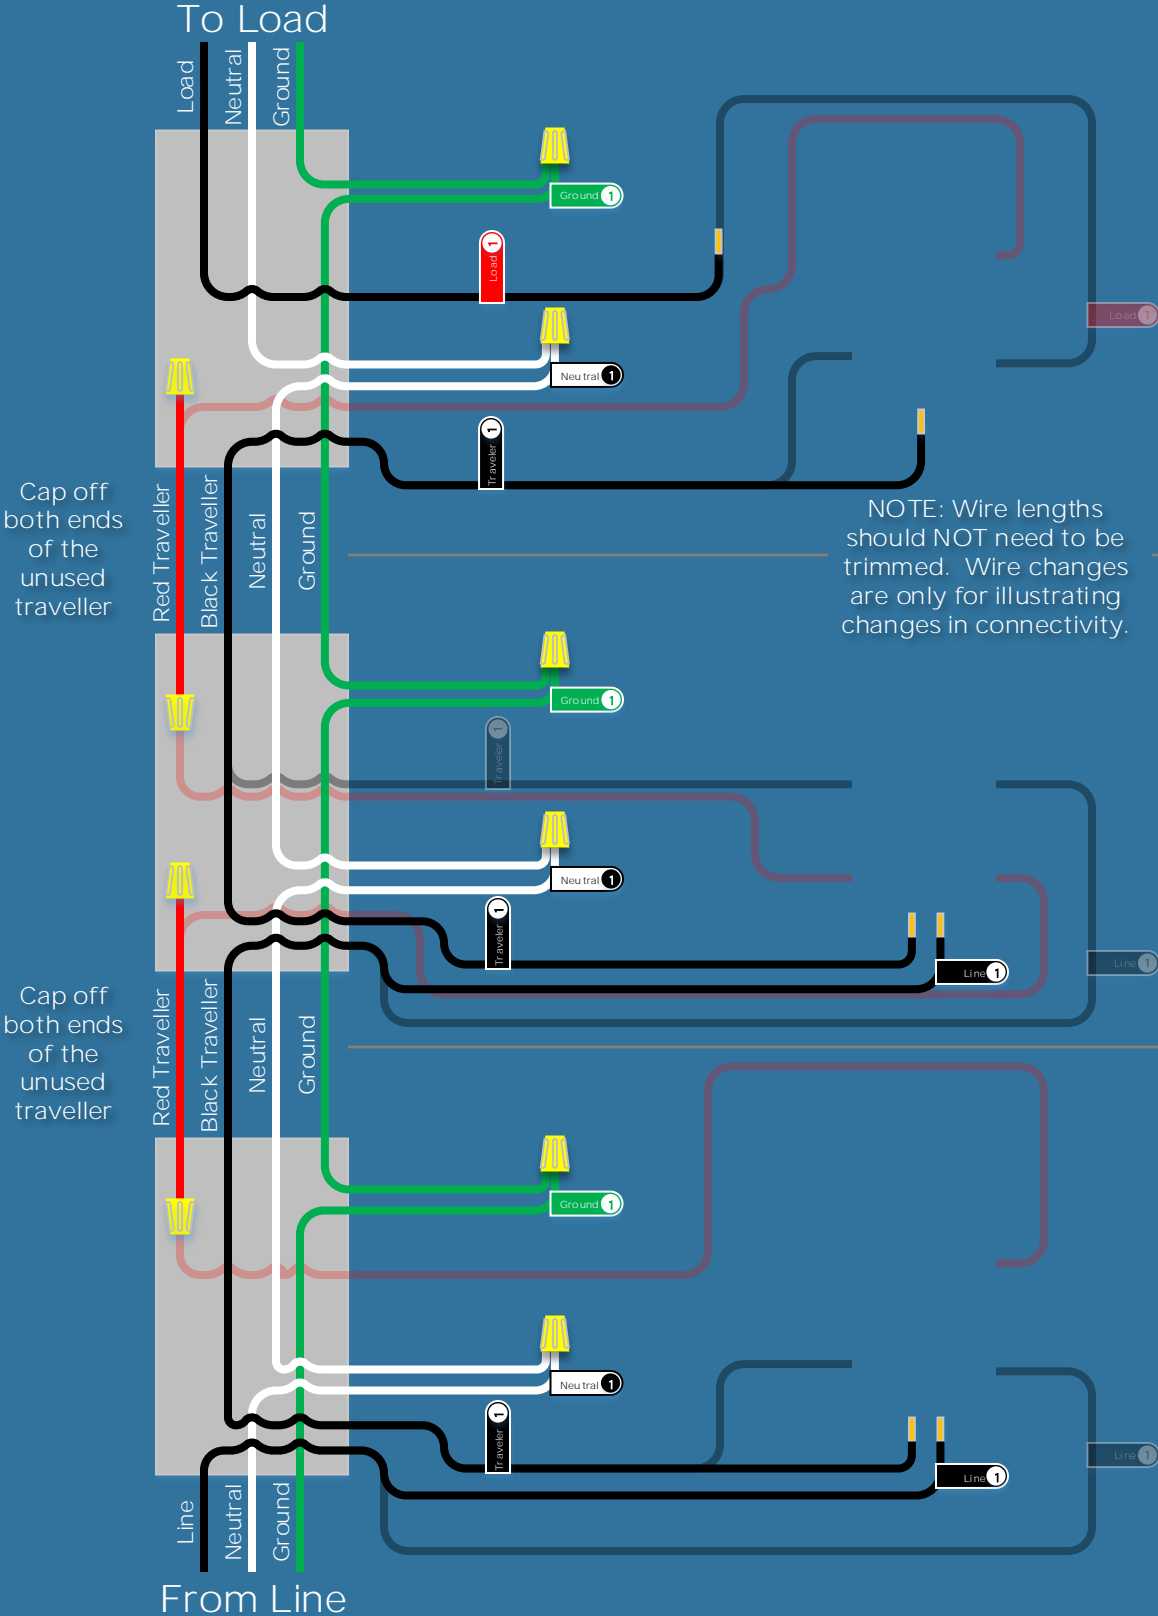 To Load
Load
Neutral
Ground
Ground 1
Load 1
Load 1
Neutral 1
Traveler 1
Cap off
both ends
of the
unused
traveller
Red Traveller
Black Traveller
Neutral
Ground
NOTE: Wire lengths
should NOT need to be
trimmed. Wire changes
are only for illustrating
changes in connectivity.
Ground 1
Traveler 1
Neutral 1
Traveler 1
Line 1
Line 1
Cap off
both ends
of the
unused
traveller
Red Traveller
Black Traveller
Neutral
Ground
Ground 1
Neutral 1
Traveler 1
Line 1
Line 1
Line
Neutral
Ground
From Line